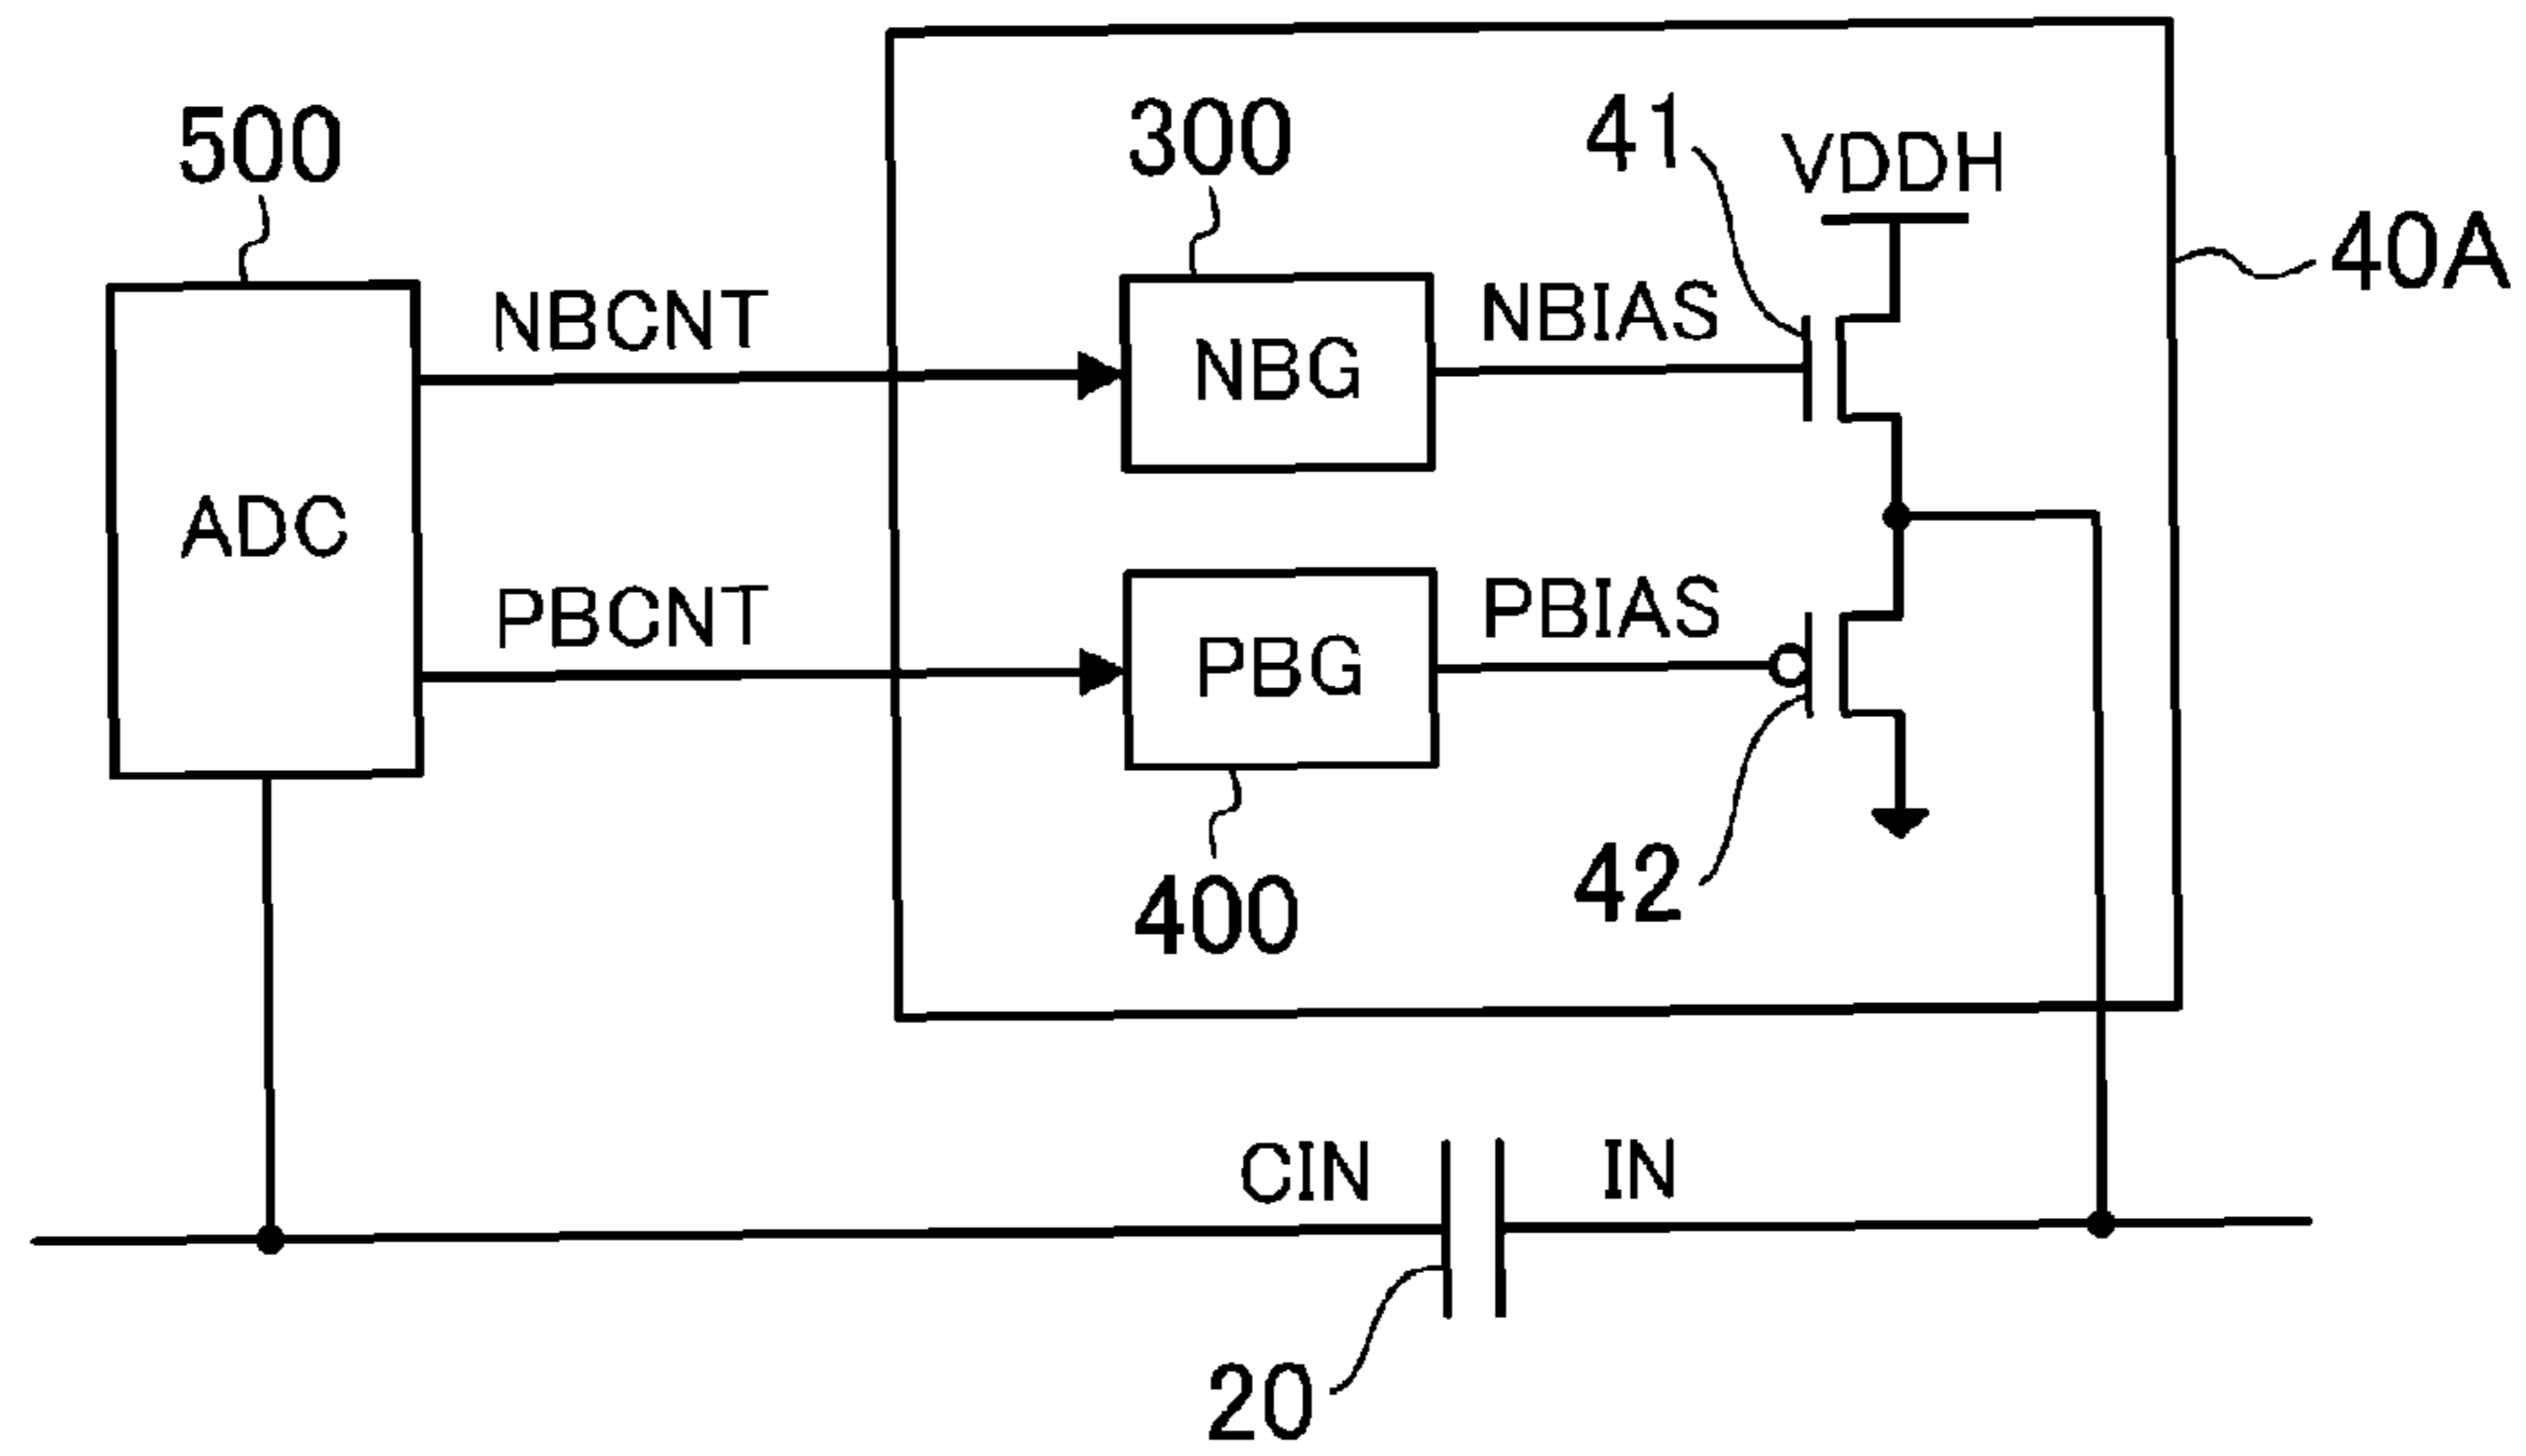 500
300
41
VDDH
40A
NBCNT
NBIAS
NBG
ADC
PBCNT
PBIAS
PBG
400
42
CIN
IN
20